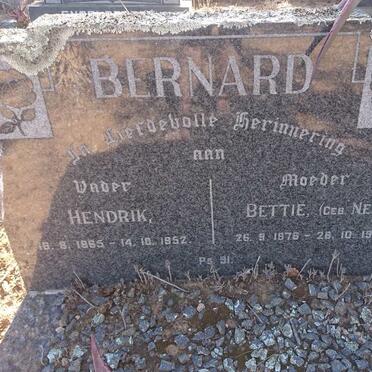 BERNARD
In Liefdevolle Herinnering
aan
Vader Moeder
HENDRIK, BETTIE, (GEB. NE
8. 1865 - 14. 10. 1952. 26. 9. 1876 - 28. 10. 19
PS 91.